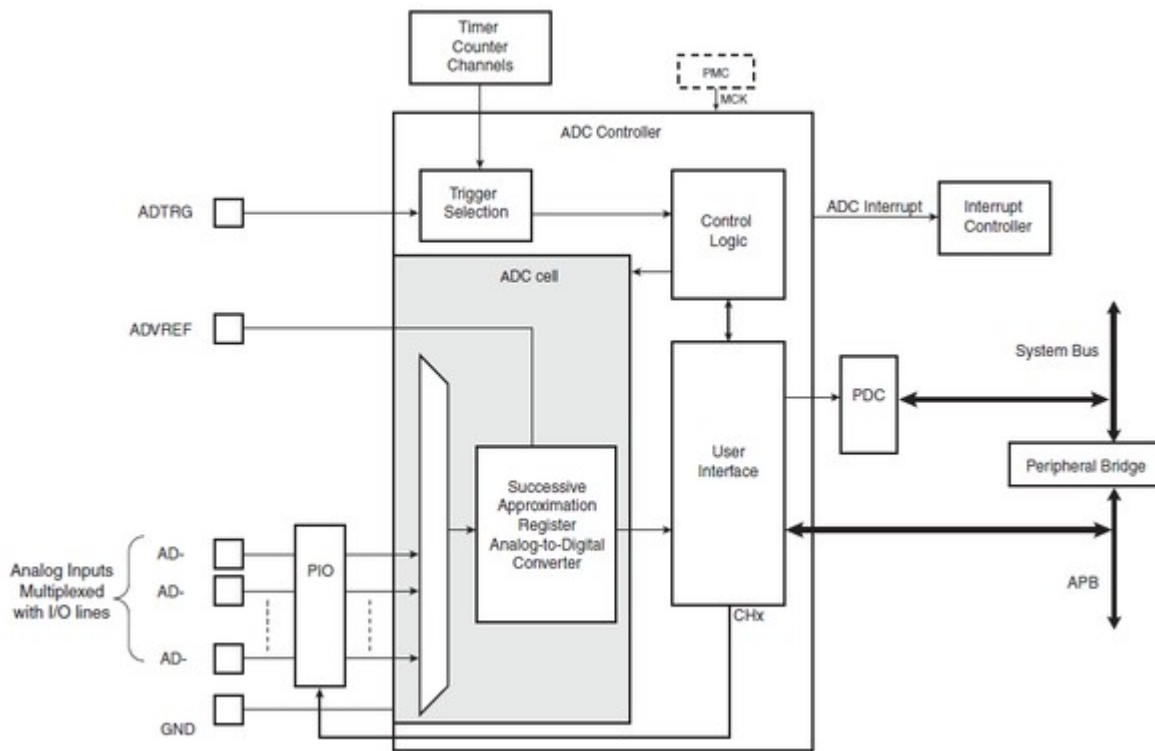 Timer
Counter
Channels
PMC
MCK
ADC Controller
ADTRG
Trigger
Selection
Control
Logic
ADC Interrupt
Interrupt
Controller
ADC cell
ADVREF
System Bus
PDC
User
Interface
Peripheral Bridge
Successive
Approximation
Register
Analog-to-Digital
Converter
Analog Inputs
Multiplexed
with I/O lines
AD-
AD-
AD-
PIO
APB
CHx
GND